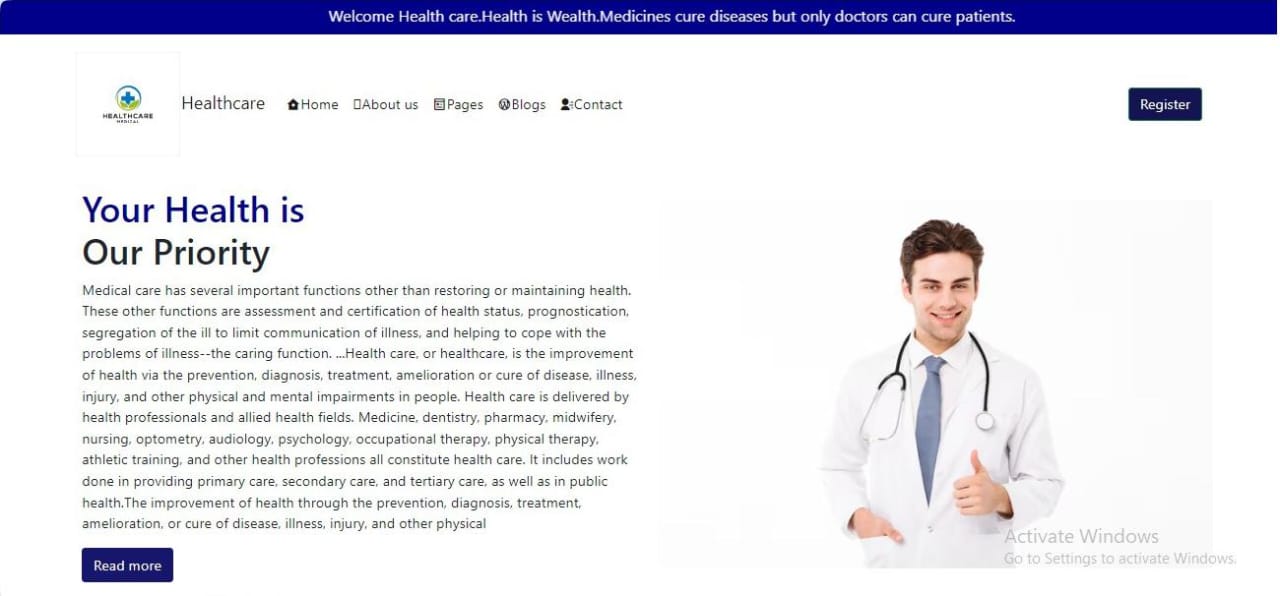 Welcome Health care.Health is Wealth.Medicines cure diseases but only doctors can cure patients.
HEALTHCARE
MEDICAL
Healthcare
Home
About us
Pages
Blogs
Contact
Register
Your Health is
Our Priority
Medical care has several important functions other than restoring or maintaining health.
These other functions are assessment and certification of health status, prognostication,
segregation of the ill to limit communication of illness, and helping to cope with the
problems of illness--the caring function. ...Health care, or healthcare, is the improvement
of health via the prevention, diagnosis, treatment, amelioration or cure of disease, illness,
injury, and other physical and mental impairments in people. Health care is delivered by
health professionals and allied health fields. Medicine, dentistry, pharmacy, midwifery,
nursing, optometry, audiology, psychology, occupational therapy, physical therapy,
athletic training, and other health professions all constitute health care. It includes work
done in providing primary care, secondary care, and tertiary care, as well as in public
health.The improvement of health through the prevention, diagnosis, treatment,
amelioration, or cure of disease, illness, injury, and other physical
Read more
Activate Windows
Go to Settings to activate Windows.